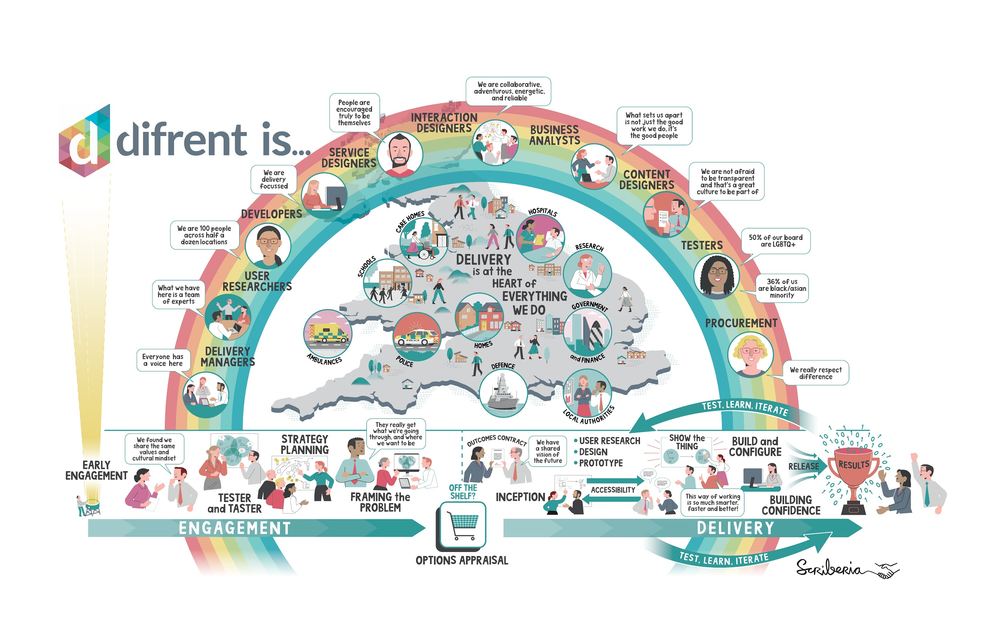 d difrent is...
We are collaborative,
adventurous, energetic,
and reliable
People are
encouraged
truly to be
themselves
What sets us apart
is not just the good
work we do, it's
the good people
We are
delivery
focussed
We are not afraid
to be transparent
and that's a great
culture to be part of
We are 100 people
across half a
dozen locations
50% of our board
are LGBTQ+
What we have
here is a team
of experts
36% of us
are black/asian
minority
Everyone has
a voice here
We really respect
difference
DELIVERY
MANAGERS
USER
RESEARCHERS
DEVELOPERS
SERVICE
DESIGNERS
INTERACTION
DESIGNERS
BUSINESS
ANALYSTS
CONTENT
DESIGNERS
TESTERS
PROCUREMENT
CARE HOMES
HOSPITALS
SCHOOLS
RESEARCH
DELIVERY
is at the
HEART of
EVERYTHING
WE DO
AMBULANCES
POLICE
POLICE
HOMES
GOVERNMENT
and FINANCE
DEFENCE
LOCAL AUTHORITIES
TEST, LEARN, ITERATE
EARLY
ENGAGEMENT
We found we
share the same
values and
cultural mindset
TESTER
and TASTER
STRATEGY
PLANNING
They really get
what we're going
through, and where
we want to be
FRAMING the
PROBLEM
ENGAGEMENT
OFF THE
SHELF?
OPTIONS APPRAISAL
OUTCOMES CONTRACT
We have
a shared
vision of
the future
INCEPTION
• USER RESEARCH
• DESIGN
• PROTOTYPE
ACCESSIBILITY
SHOW the
THING
This way of working
is so much smarter,
faster and better!
BUILD and
CONFIGURE
BUILDING
CONFIDENCE
RELEASE
RESULTS
DELIVERY
TEST, LEARN, ITERATE
Scriberia